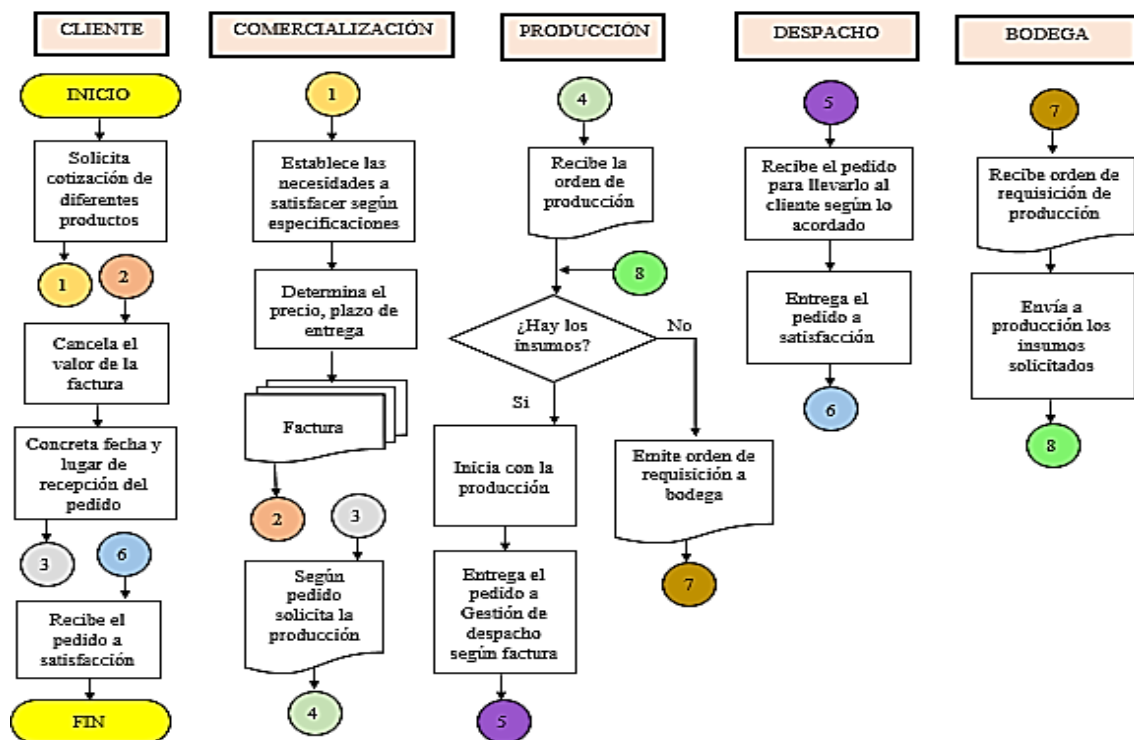 CLIENTE
INICIO
Solicita
cotización de
diferentes
productos
1
2
Cancela el
valor de la
factura
Concreta fecha y
lugar de
recepción del
pedido
3
6
Recibe el
pedido a
satisfacción
FIN
COMERCIALIZACIÓN
1
Establece las
necesidades a
satisfacer según
especificaciones
Determina el
precio, plazo de
entrega
Factura
2
3
Según
pedido
solicita la
producción
4
PRODUCCIÓN
4
Recibe la
orden de
producción
8
¿Hay los
insumos?
No
Si
Inicia con la
producción
Emite orden de
requisición a
bodega
7
Entrega el
pedido a
Gestión de
despacho
según factura
5
DESPACHO
5
Recibe el pedido
para llevarlo al
cliente según lo
acordado
Entrega el
pedido a
satisfacción
6
BODEGA
7
Recibe orden de
requisición de
producción
Envía a
producción los
insumos
solicitados
8